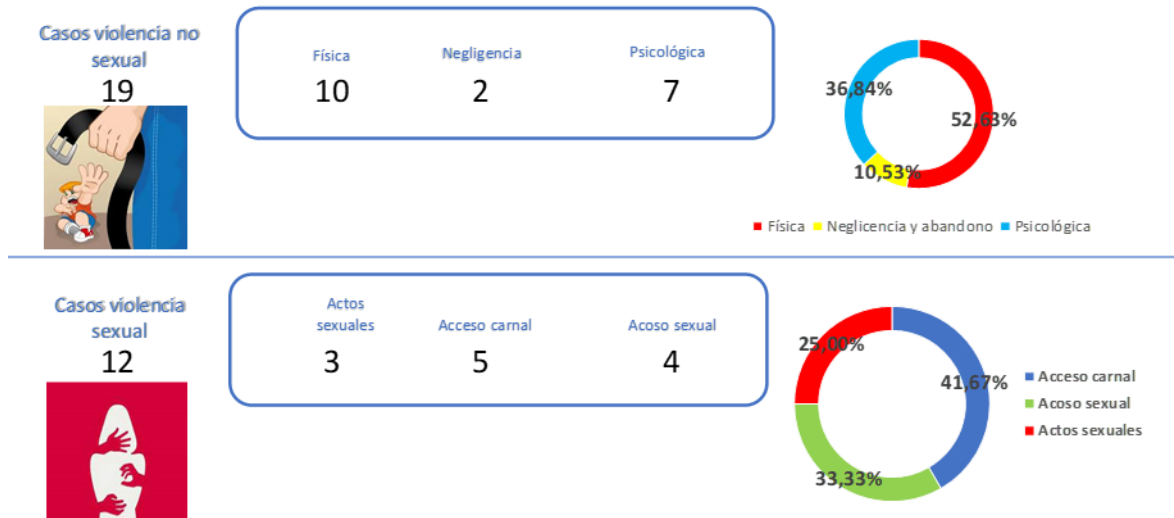 Casos violencia no
sexual
19
Física
Negligencia
Psicológica
10
2
7
36,84%
52,63%
10,53%
Física
Neglicencia y abandono
Psicológica
Casos violencia
sexual
12
Actos
sexuales
Acceso carnal
Acoso sexual
3
5
4
25,00%
41,67%
33,33%
Acceso carnal
Acoso sexual
Actos sexuales